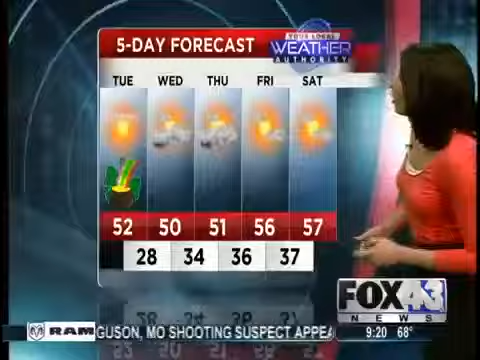 5-DAY FORECAST
YOUR LOCAL
WEATHER
AUTHORITY
TUE WED THU FRI SAT
52 50 51 56 57
28 34 36 37
FOX 43
NEWS
RAM GUSON, MO SHOOTING SUSPECT APPEA
9:20 68°